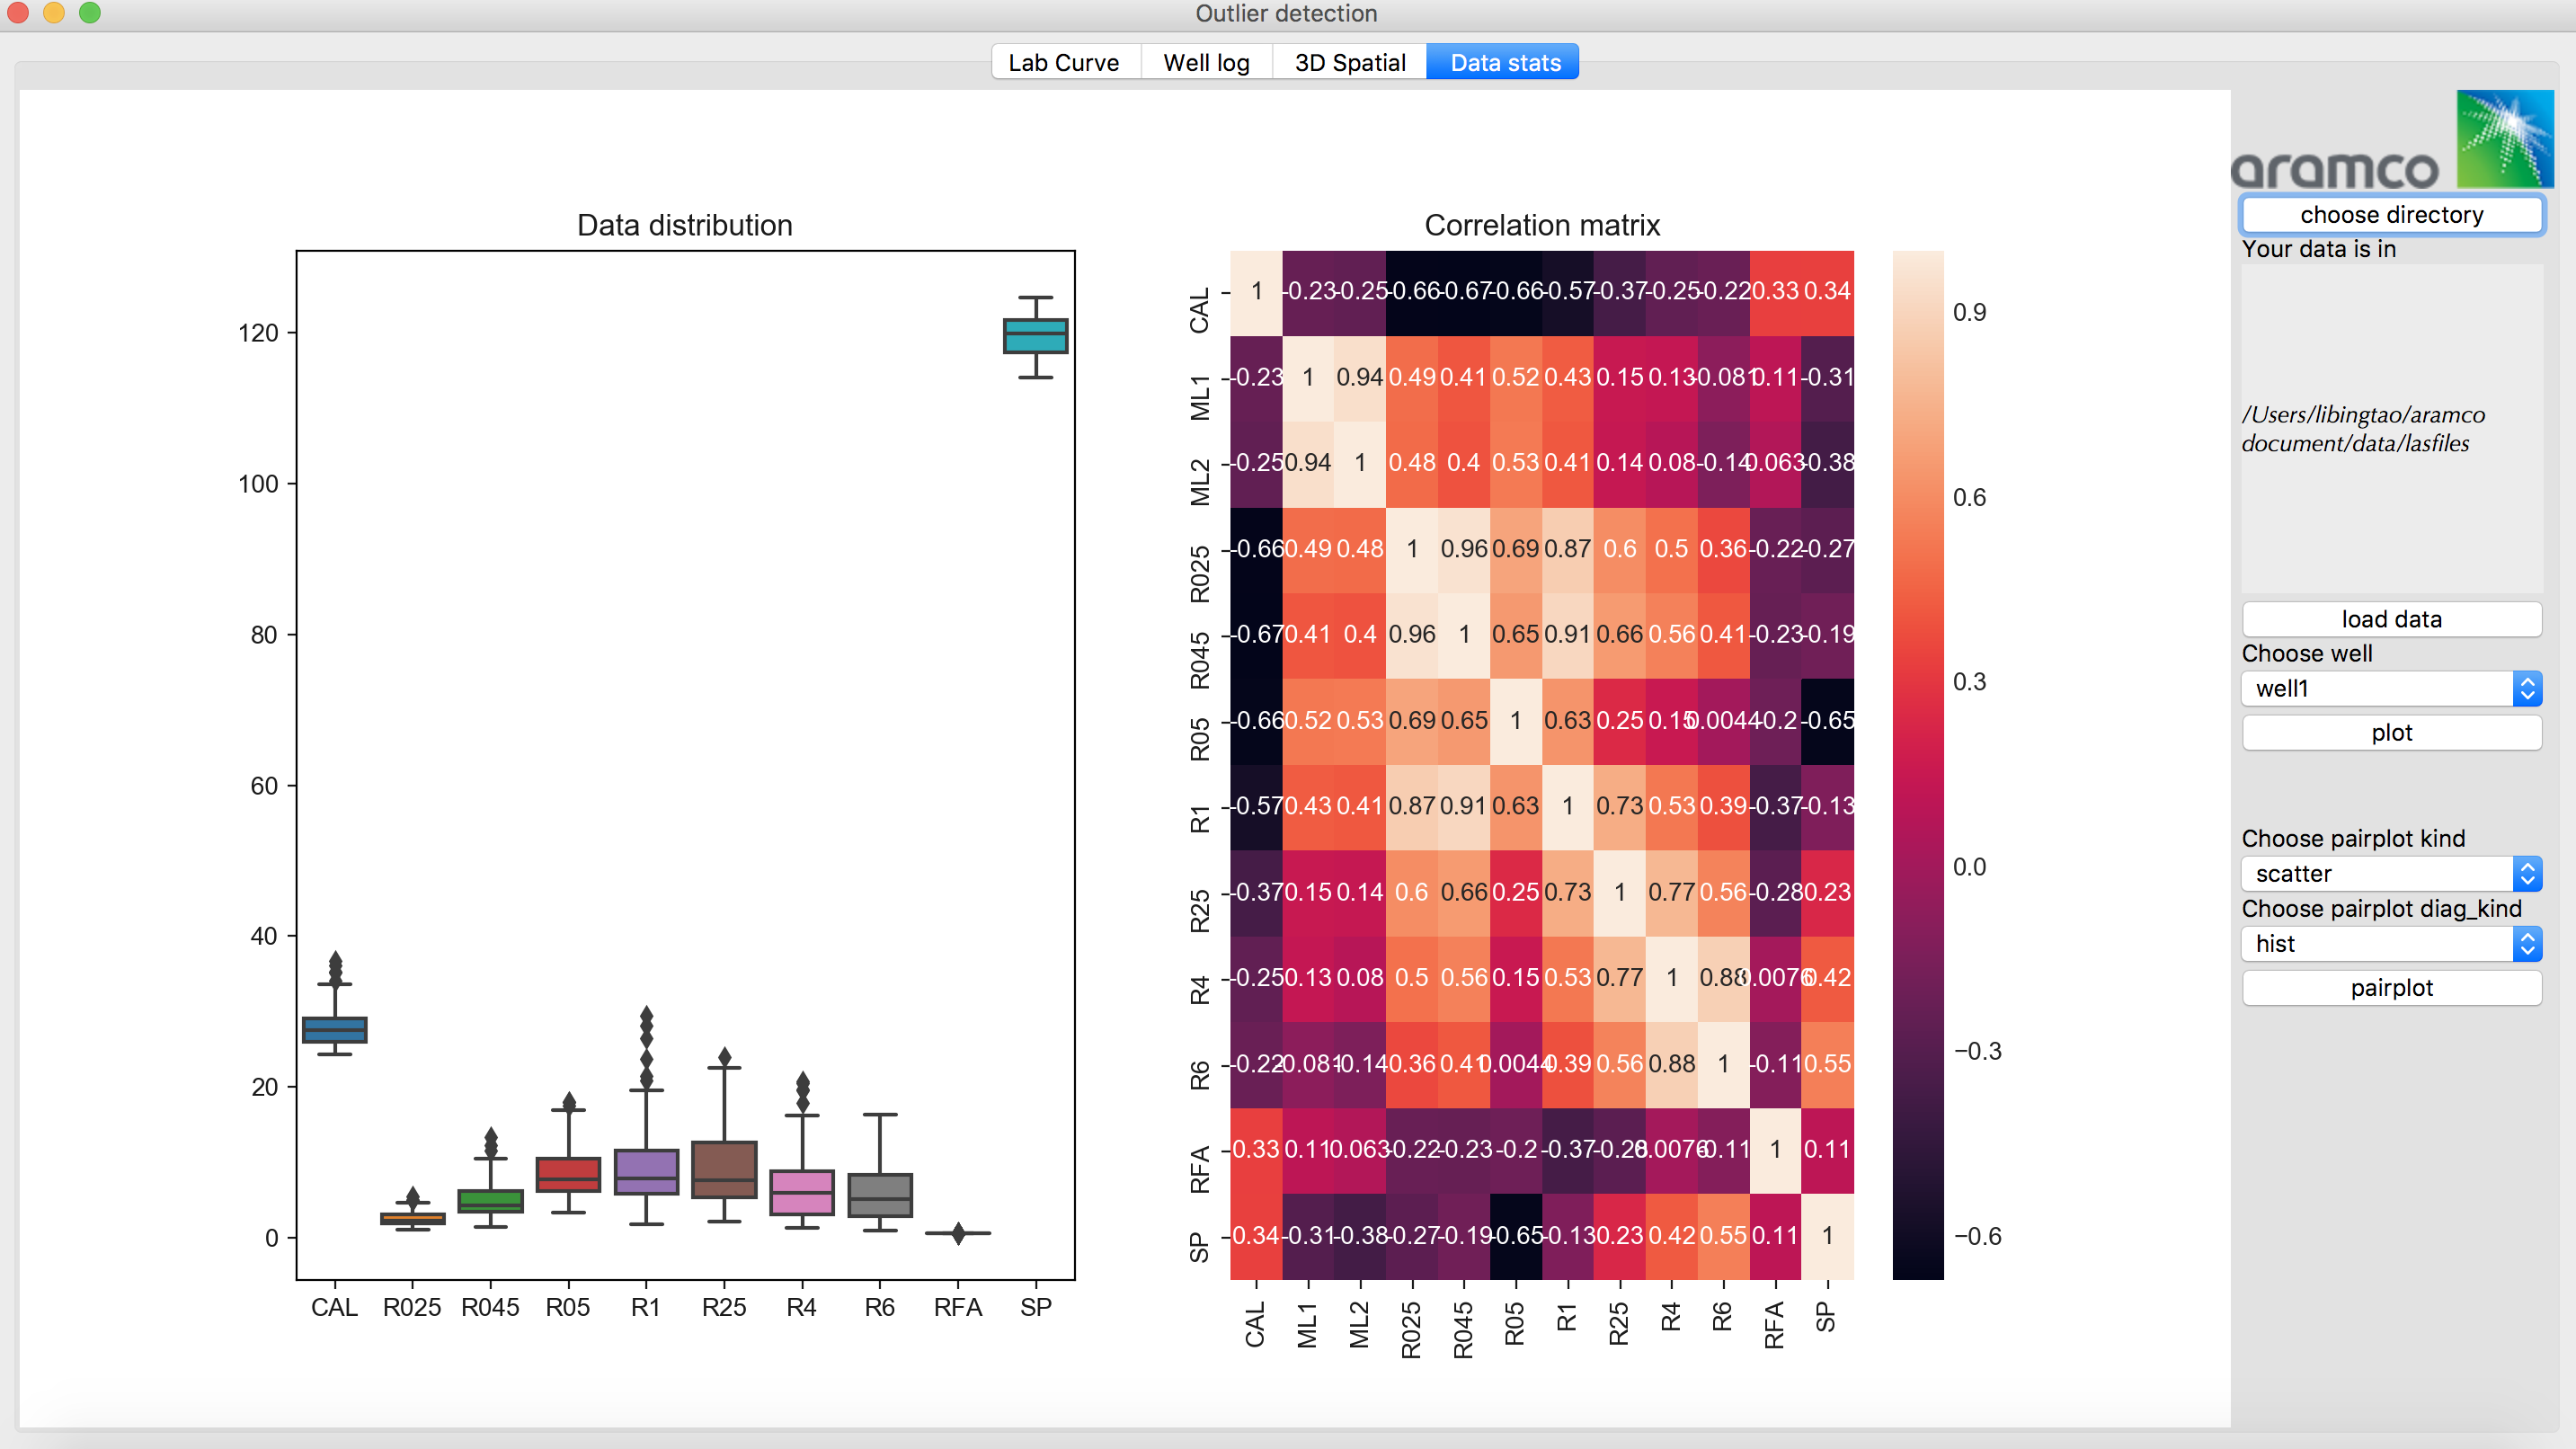 Outlier detection
Lab Curve Well log 3D Spatial Data stats
aramco
choose directory
Your data is in
/Users/libingtao/aramco
document/data/lasfiles
load data
Choose well
well1
plot
Choose pairplot kind
scatter
Choose pairplot diag_kind
hist
pairplot
Data distribution
120
100
80
60
40
20
0
CAL R025 R045 R05 R1 R25 R4 R6 RFA SP
Correlation matrix
CAL 1 -0.23 -0.25 -0.66 -0.67 -0.66 -0.57 -0.37 -0.25 -0.22 0.33 0.34
ML1 -0.23 1 0.94 0.49 0.41 0.52 0.43 0.15 0.13 -0.081 0.11 -0.31
ML2 -0.25 0.94 1 0.48 0.4 0.53 0.41 0.14 0.08 -0.14 0.063 -0.38
R025 -0.66 0.49 0.48 1 0.96 0.69 0.87 0.6 0.5 0.36 -0.22 -0.27
R045 -0.67 0.41 0.4 0.96 1 0.65 0.91 0.66 0.56 0.41 -0.23 -0.19
R05 -0.66 0.52 0.53 0.69 0.65 1 0.63 0.25 0.15 0.0044 -0.2 -0.65
R1 -0.57 0.43 0.41 0.87 0.91 0.63 1 0.73 0.53 0.39 -0.37 -0.13
R25 -0.37 0.15 0.14 0.6 0.66 0.25 0.73 1 0.77 0.56 -0.28 0.23
R4 -0.25 0.13 0.08 0.5 0.56 0.15 0.53 0.77 1 0.88 0.0076 0.42
R6 -0.22 -0.081 -0.14 0.36 0.41 0.0044 0.39 0.56 0.88 1 -0.11 0.55
RFA 0.33 0.11 0.063 -0.22 -0.23 -0.2 -0.37 -0.28 0.0076 -0.11 1 0.11
SP 0.34 -0.31 -0.38 -0.27 -0.19 -0.65 -0.13 0.23 0.42 0.55 0.11 1
CAL ML1 ML2 R025 R045 R05 R1 R25 R4 R6 RFA SP
0.9
0.6
0.3
0.0
−0.3
−0.6